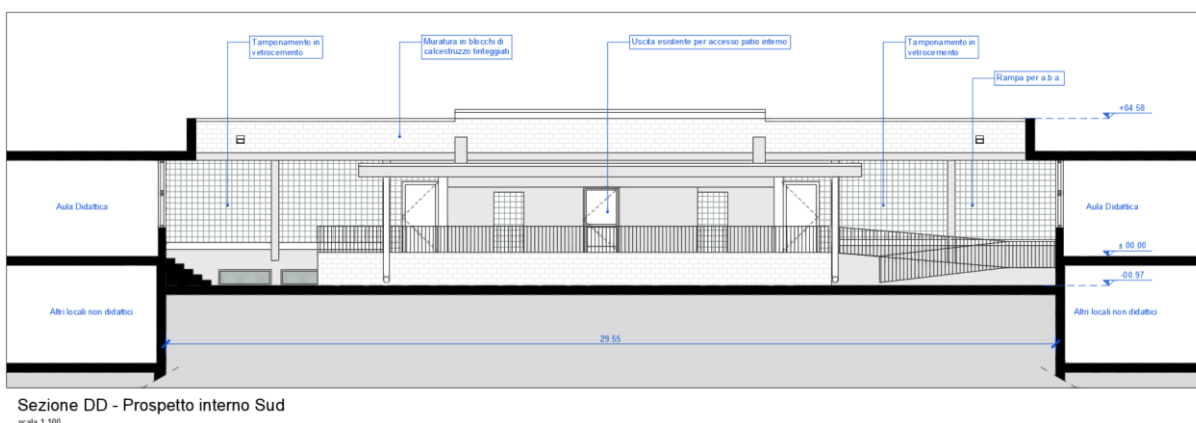 Tamponamento in
vetrocemento
Muratura in blocchi di
calcestruzzo tinteggiati
Uscita esistente per accesso patio interno
Tamponamento in
vetrocemento
Rampa per a.b.a.
+04.58
Aula Didattica
Aula Didattica
± 00.00
-00.97
Altri locali non didattici
Altri locali non didattici
29.55
Sezione DD - Prospetto interno Sud
scala 1:100